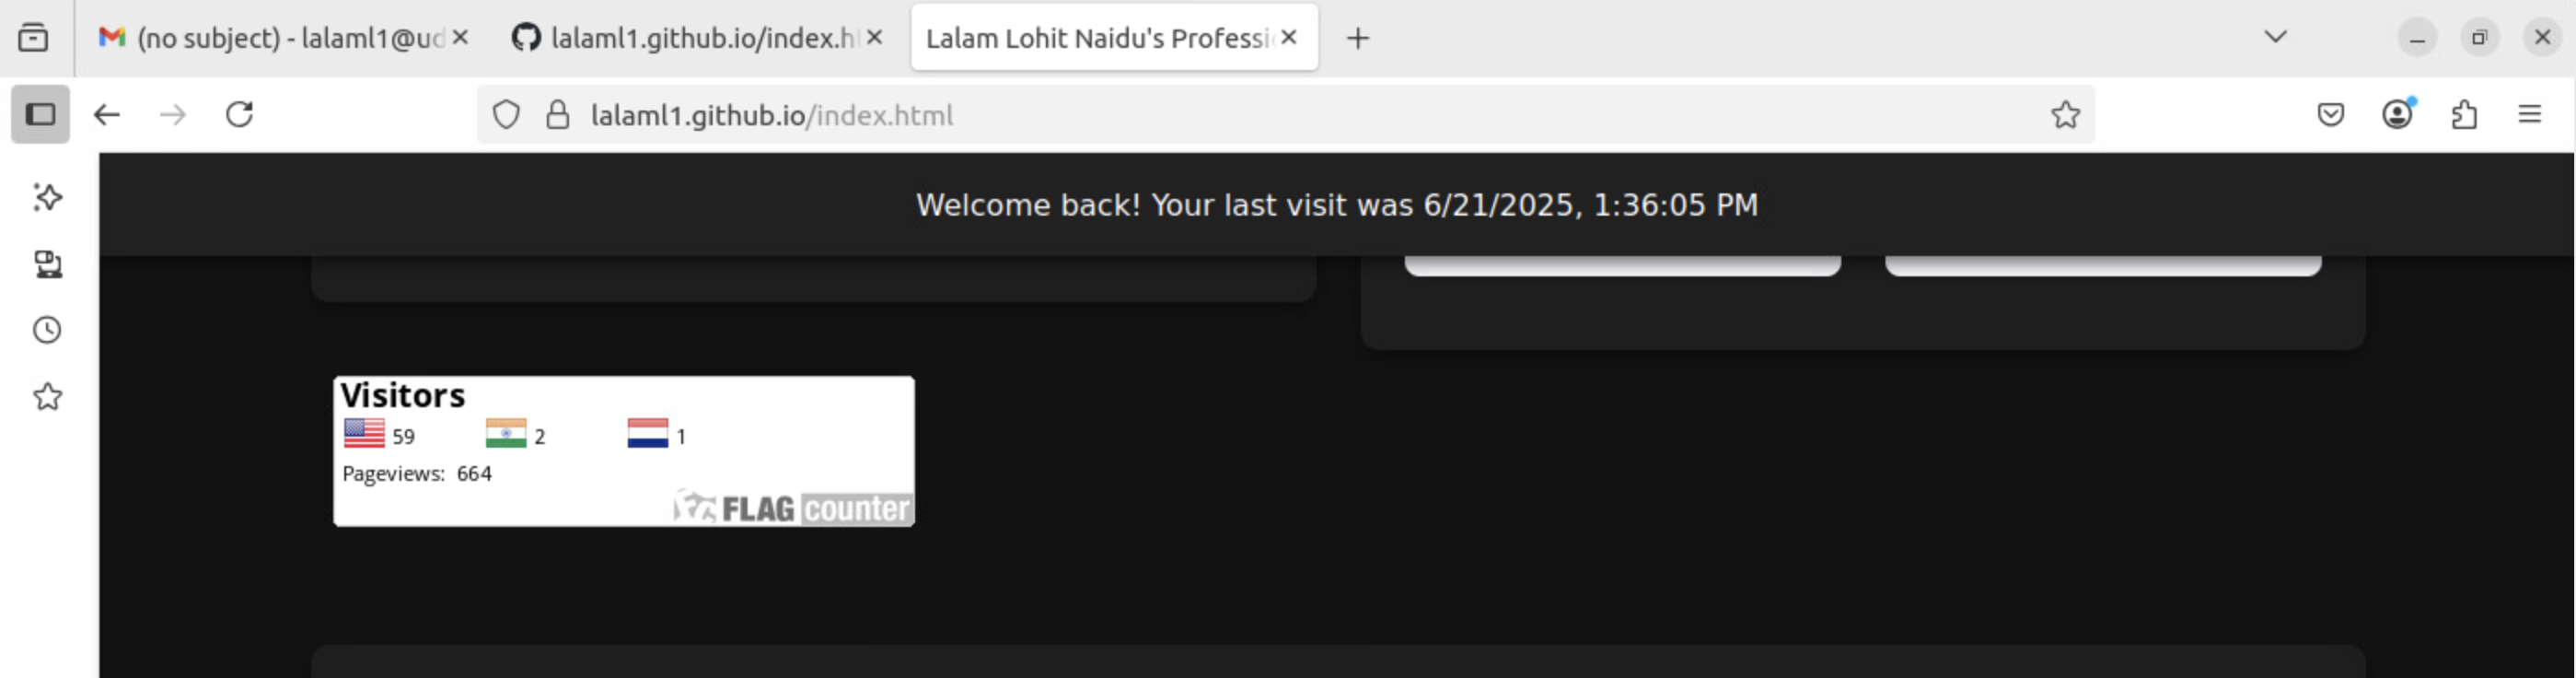 (no subject) - lalaml1@ud
lalaml1.github.io/index.h
Lalam Lohit Naidu's Professi
lalaml1.github.io/index.html
Welcome back! Your last visit was 6/21/2025, 1:36:05 PM
Visitors
59 2 1
Pageviews: 664
FLAG counter